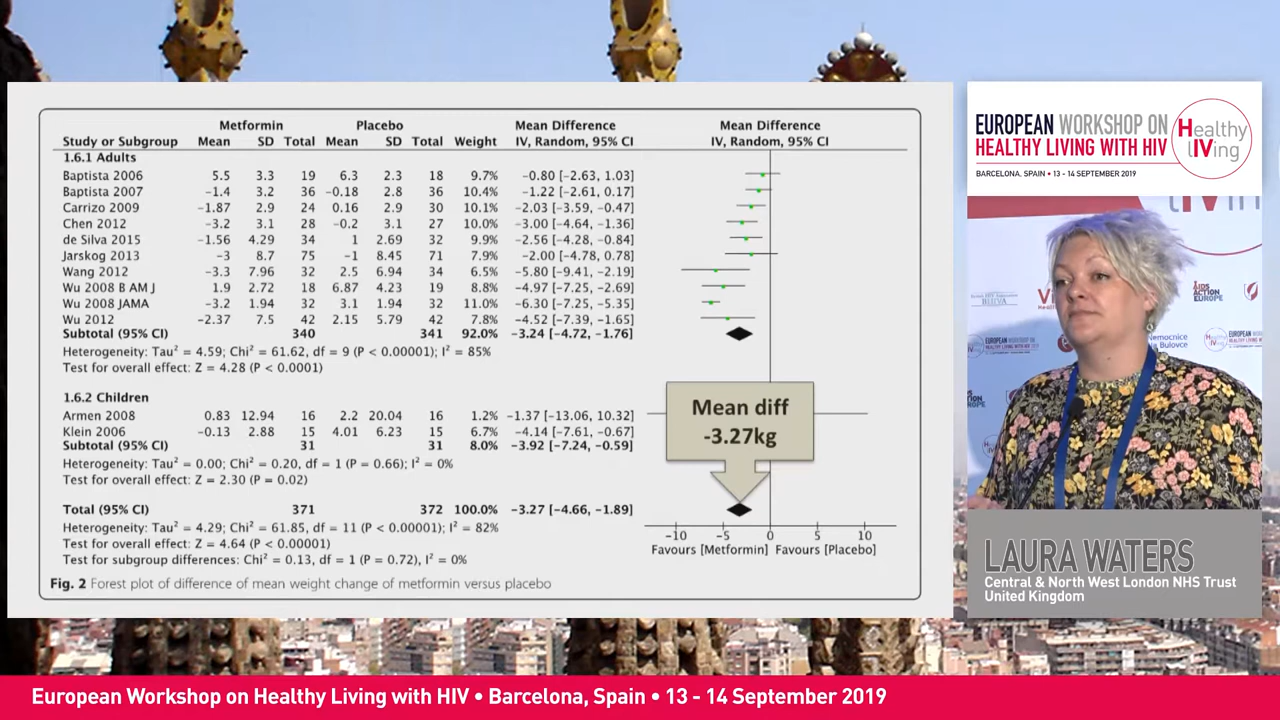 Metformin Placebo Mean Difference Mean Difference
Study or Subgroup Mean SD Total Mean SD Total Weight IV, Random, 95% CI IV, Random, 95% CI
1.6.1 Adults
Baptista 2006 5.5 3.3 19 6.3 2.3 18 9.7% −0.80 [−2.63, 1.03]
Baptista 2007 −1.4 3.2 36 −0.18 2.8 36 10.4% −1.22 [−2.61, 0.17]
Carrizo 2009 −1.87 2.9 24 0.16 2.9 30 10.1% −2.03 [−3.59, −0.47]
Chen 2012 −3.2 3.1 28 −0.2 3.1 27 10.0% −3.00 [−4.64, −1.36]
de Silva 2015 −1.56 4.29 34 1 2.69 32 9.9% −2.56 [−4.28, −0.84]
Jarskog 2013 −3 8.7 75 −1 8.45 71 7.9% −2.00 [−4.78, 0.78]
Wang 2012 −3.3 7.96 32 2.5 6.94 34 6.5% −5.80 [−9.41, −2.19]
Wu 2008 B AM J 1.9 2.72 18 6.87 4.23 19 8.8% −4.97 [−7.25, −2.69]
Wu 2008 JAMA −3.2 1.94 32 3.1 1.94 32 11.0% −6.30 [−7.25, −5.35]
Wu 2012 −2.37 7.5 42 2.15 5.79 42 7.8% −4.52 [−7.39, −1.65]
Subtotal (95% CI) 340 341 92.0% −3.24 [−4.72, −1.76]
Heterogeneity: Tau² = 4.59; Chi² = 61.62, df = 9 (P < 0.00001); I² = 85%
Test for overall effect: Z = 4.28 (P < 0.0001)
1.6.2 Children
Armen 2008 0.83 12.94 16 2.2 20.04 16 1.2% −1.37 [−13.06, 10.32]
Klein 2006 −0.13 2.88 15 4.01 6.23 15 6.7% −4.14 [−7.61, −0.67]
Subtotal (95% CI) 31 31 8.0% −3.92 [−7.24, −0.59]
Heterogeneity: Tau² = 0.00; Chi² = 0.20, df = 1 (P = 0.66); I² = 0%
Test for overall effect: Z = 2.30 (P = 0.02)
Mean diff
-3.27kg
Total (95% CI) 371 372 100.0% −3.27 [−4.66, −1.89]
Heterogeneity: Tau² = 4.29; Chi² = 61.85, df = 11 (P < 0.00001); I² = 82%
Test for overall effect: Z = 4.64 (P < 0.00001)
Test for subgroup differences: Chi² = 0.13, df = 1 (P = 0.72), I² = 0%
−10 −5 0 5 10
Favours [Metformin] Favours [Placebo]
Fig. 2 Forest plot of difference of mean weight change of metformin versus placebo
EUROPEAN WORKSHOP ON
HEALTHY LIVING WITH HIV
BARCELONA, SPAIN • 13 - 14 SEPTEMBER 2019
Healthy
lIVing
AIDS
ACTION
EUROPE
Nemocnice
na Bulovce
LAURA WATERS
Central & North West London NHS Trust
United Kingdom
European Workshop on Healthy Living with HIV • Barcelona, Spain • 13 - 14 September 2019